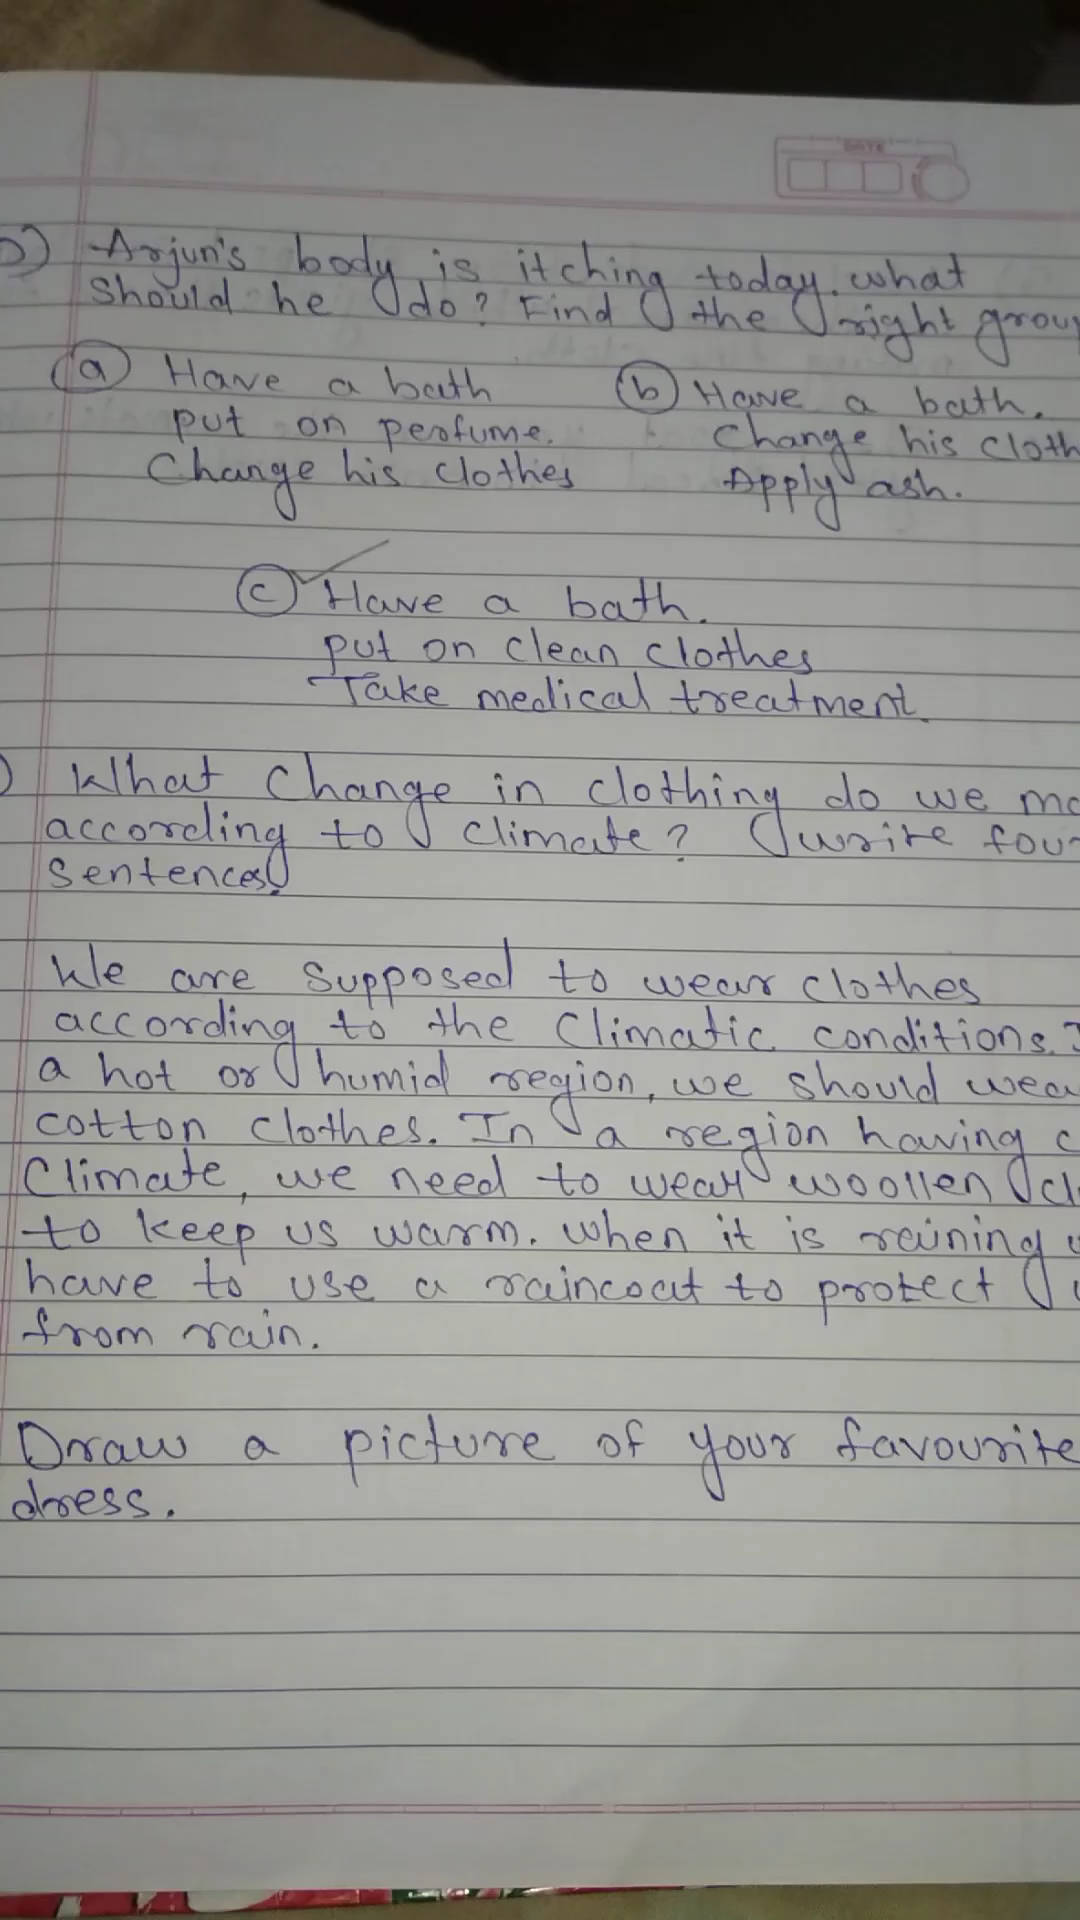 DATE
Arjun's body is itching today. what
should he do? Find the right grou
(a) Have a bath
put on perfume.
Change his clothes
(b) Have a bath.
Change his cloth
Apply ash.
(c) Have a bath.
put on clean clothes
Take medical treatment.
What Change in clothing do we ma
according to climate? write four
sentences.
We are supposed to wear clothes
according to the Climatic conditions.
a hot or humid region, we should wea
cotton clothes. In a region having c
Climate, we need to wear woollen cl
to keep us warm. when it is raining
have to use a raincoat to protect
from rain.
Draw a picture of your favourite
dress.